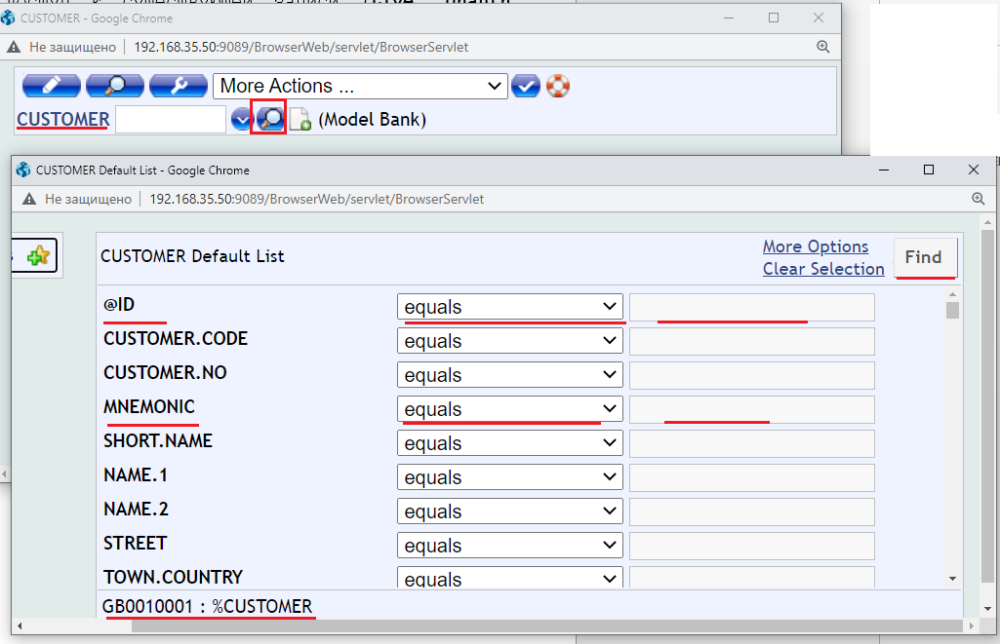 CUSTOMER - Google Chrome
Не защищено 192.168.35.50:9089/BrowserWeb/servlet/BrowserServlet
More Actions ...
CUSTOMER (Model Bank)
CUSTOMER Default List - Google Chrome
Не защищено 192.168.35.50:9089/BrowserWeb/servlet/BrowserServlet
CUSTOMER Default List
More Options
Clear Selection
Find
@ID equals
CUSTOMER.CODE equals
CUSTOMER.NO equals
MNEMONIC equals
SHORT.NAME equals
NAME.1 equals
NAME.2 equals
STREET equals
TOWN.COUNTRY equals
GB0010001 : %CUSTOMER